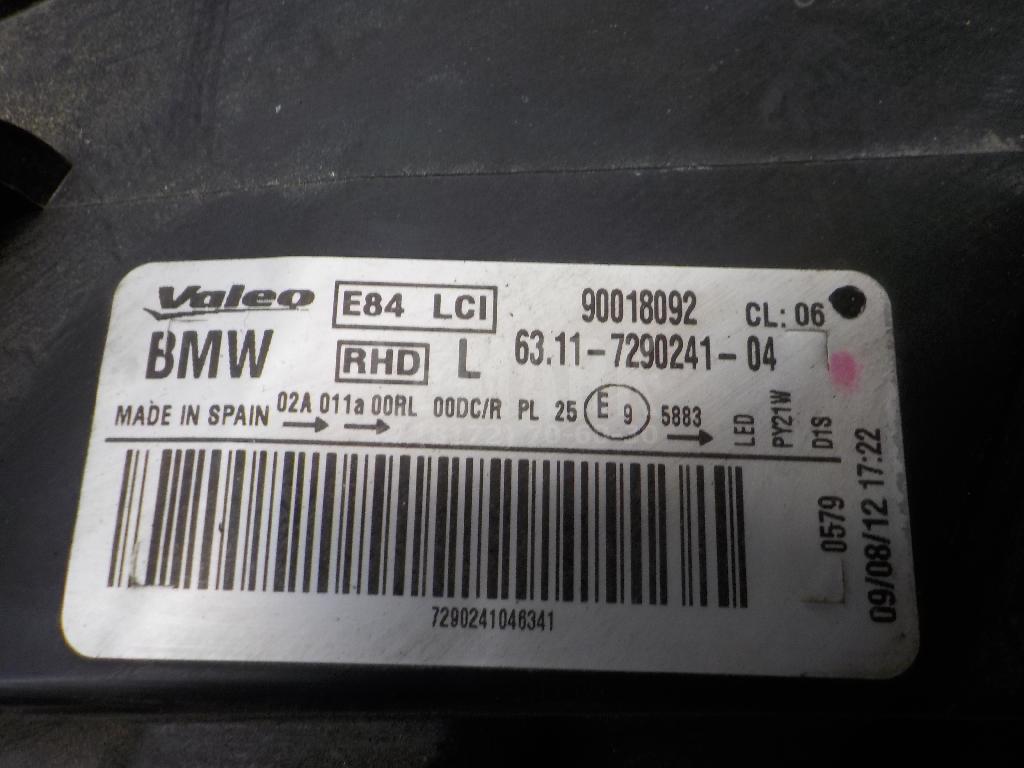 Valeo E84 LCI 90018092 CL: 06
BMW RHD L 63.11-7290241-04
MADE IN SPAIN 02A 011a 00RL 00DC/R PL 25 E 9 5883
LED
PY21W
D1S
0579
09/08/12 17:22
7290241046341